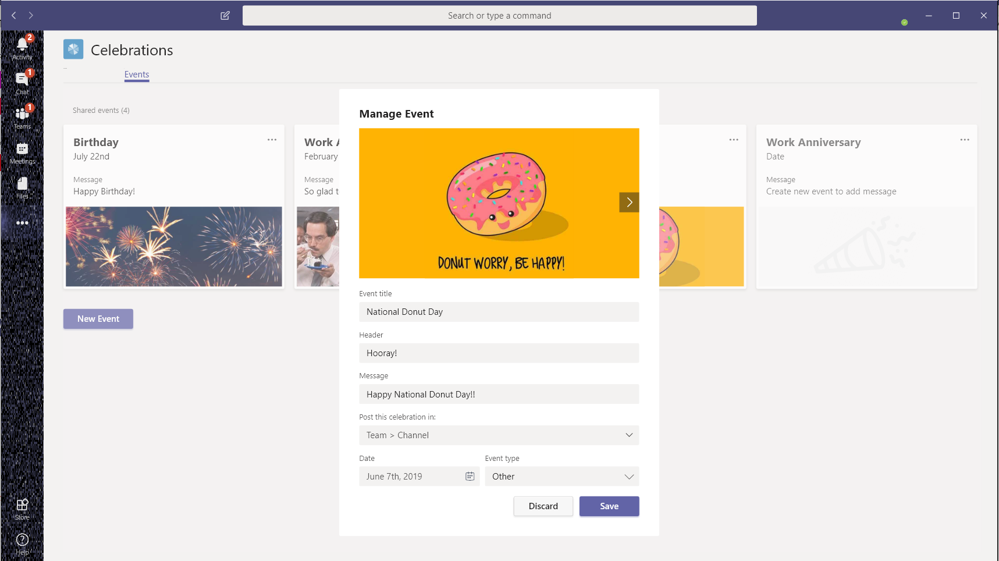 Search or type a command
2
Activity
1
Chat
1
Teams
Meetings
Files
Store
Help
Celebrations
Events
Shared events (4)
Birthday
July 22nd
Message
Happy Birthday!
Work A
February
Message
So glad t
Work Anniversary
Date
Message
Create new event to add message
New Event
Manage Event
DONUT WORRY, BE HAPPY!
Event title
National Donut Day
Header
Hooray!
Message
Happy National Donut Day!!
Post this celebration in:
Team > Channel
Date
Event type
June 7th, 2019
Other
Discard
Save